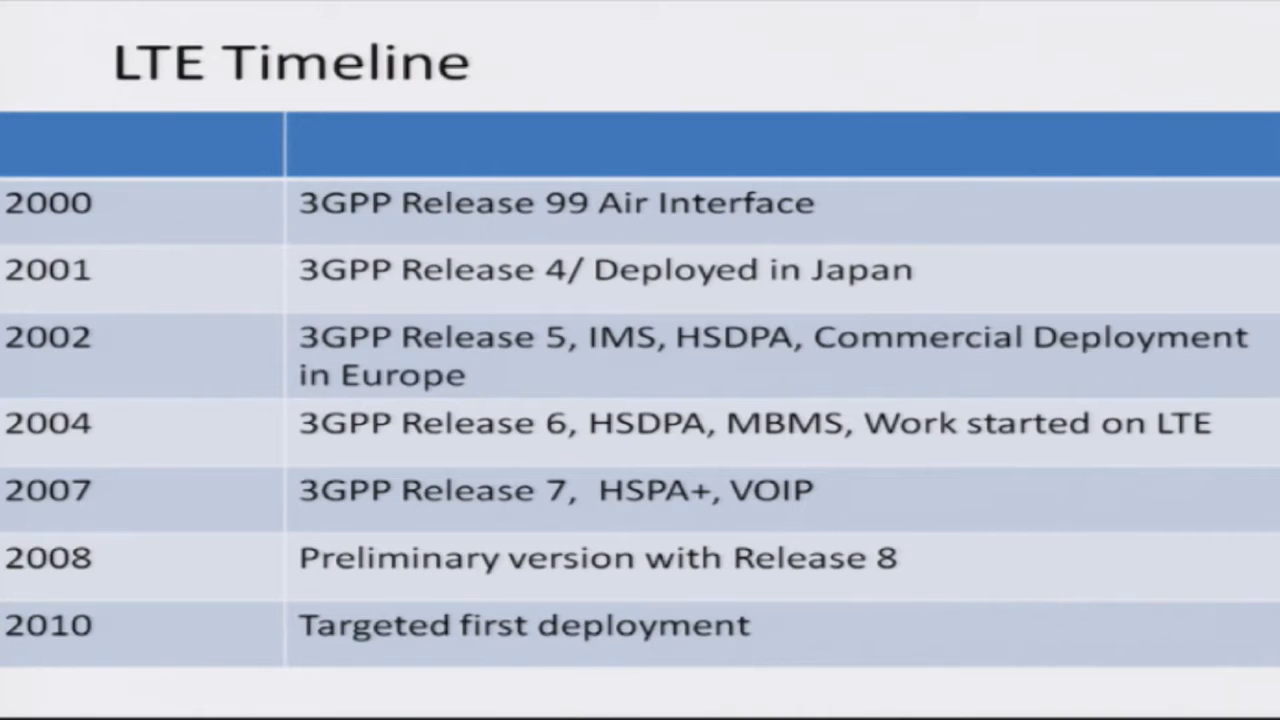 LTE Timeline
2000 3GPP Release 99 Air Interface
2001 3GPP Release 4/ Deployed in Japan
2002 3GPP Release 5, IMS, HSDPA, Commercial Deployment
in Europe
2004 3GPP Release 6, HSDPA, MBMS, Work started on LTE
2007 3GPP Release 7, HSPA+, VOIP
2008 Preliminary version with Release 8
2010 Targeted first deployment